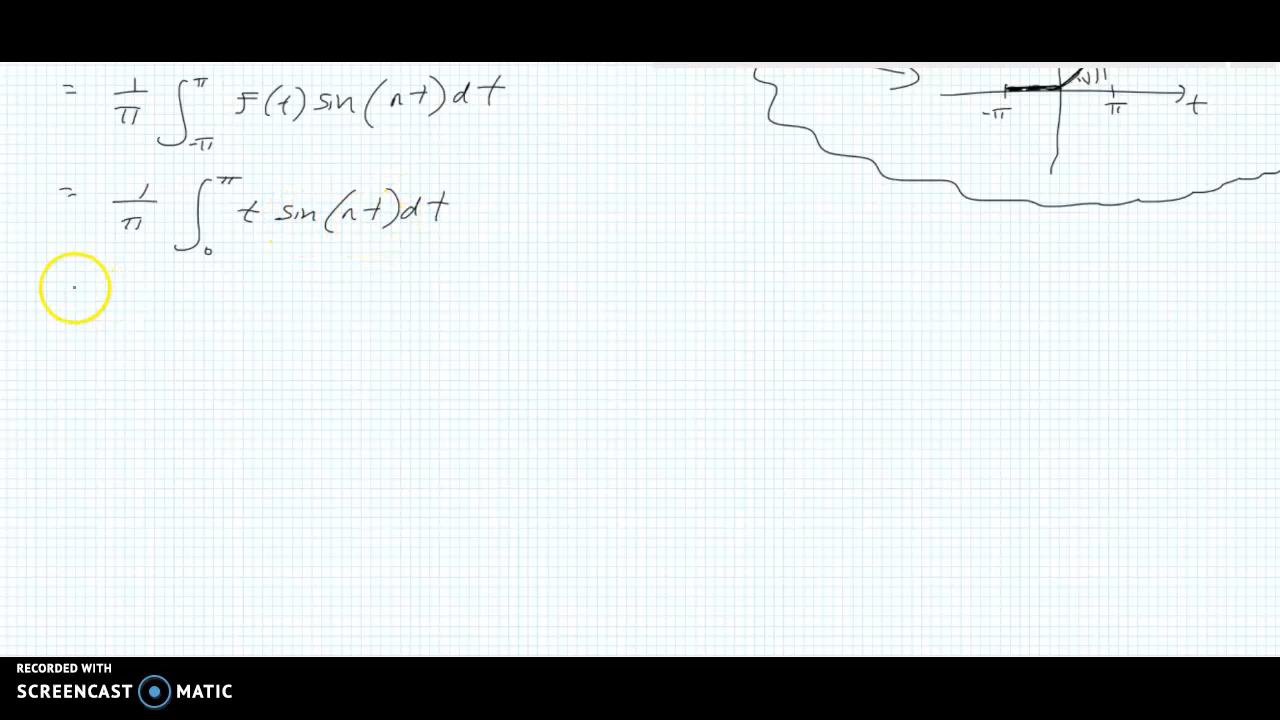 = 1/π ∫_{-π}^{π} f(t) sin(nt) dt
= 1/π ∫_{0}^{π} t sin(nt) dt
-π π t
RECORDED WITH
SCREENCAST MATIC